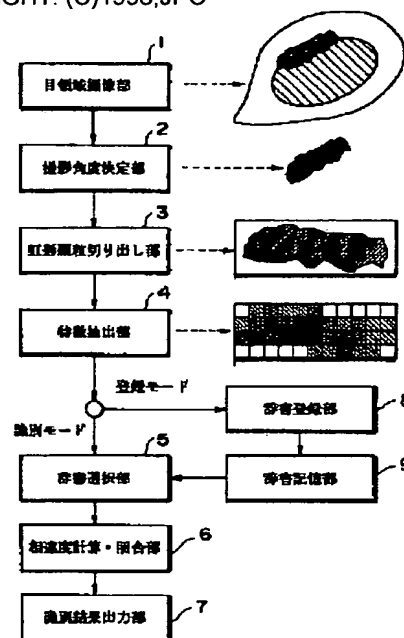 (C)1998,JPO
1
目領域撮像部
2
撮影角度決定部
3
虹彩顆粒切り出し部
4
特徴抽出部
登録モード
識別モード
8
辞書登録部
5
辞書選択部
9
辞書記憶部
6
相違度計算・照合部
7
識別結果出力部